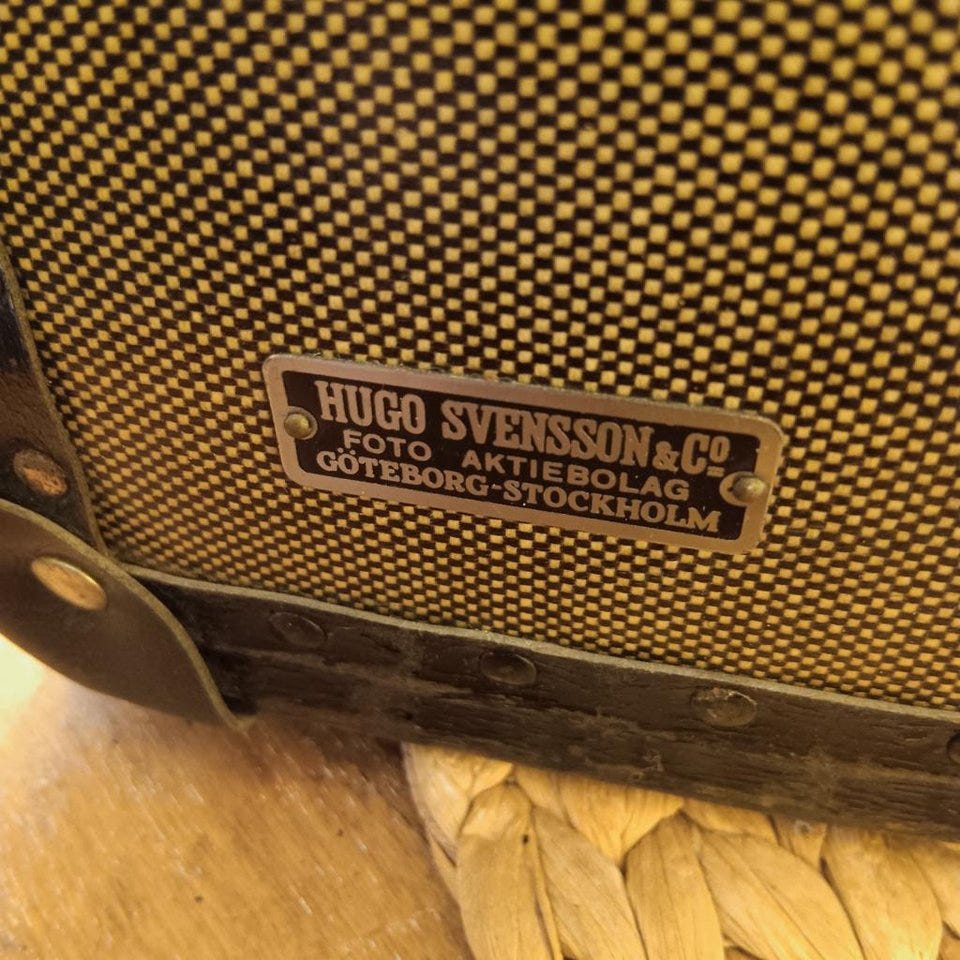 HUGO SVENSSON & Cº
FOTO AKTIEBOLAG
GÖTEBORG-STOCKHOLM